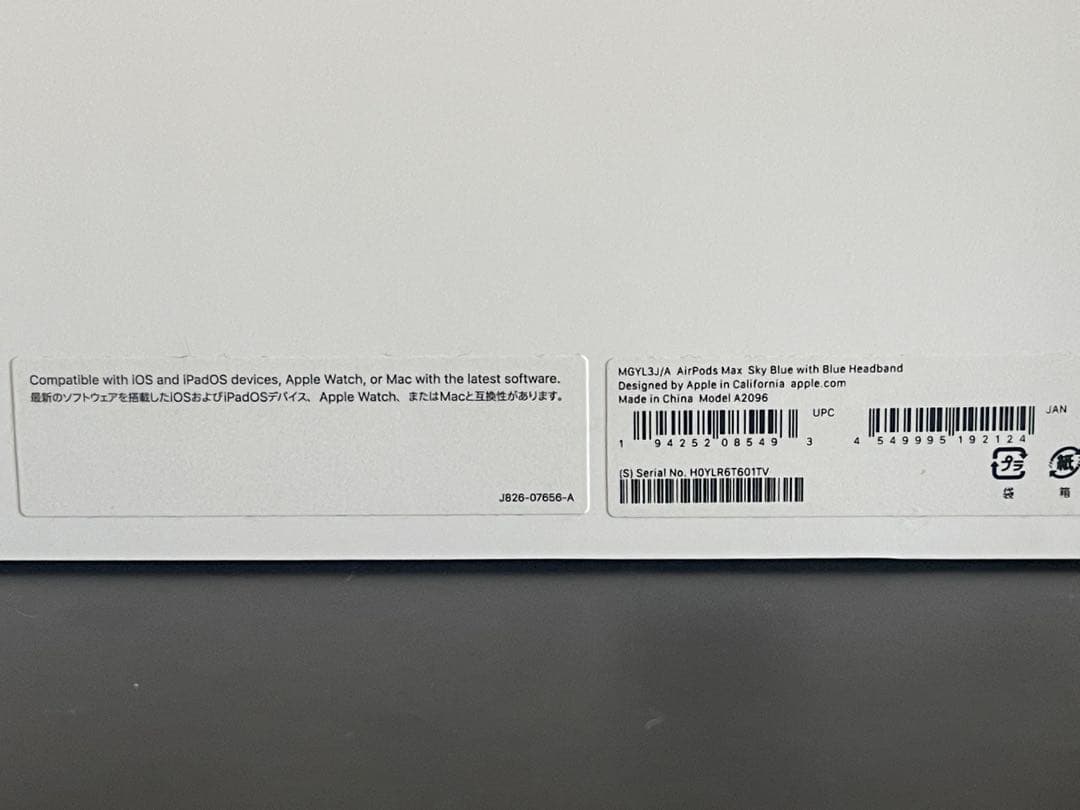 Compatible with iOS and iPadOS devices, Apple Watch, or Mac with the latest software.
最新のソフトウェアを搭載したiOSおよびiPadOSデバイス、Apple Watch、またはMacと互換性があります。
J826-07656-A
MGYL3J/A AirPods Max Sky Blue with Blue Headband
Designed by Apple in California apple.com
Made in China Model A2096
UPC
1 94252 08549 3
JAN
4 549995 192124
(S) Serial No. H0YLR6T601TV
プラ
袋
紙
箱